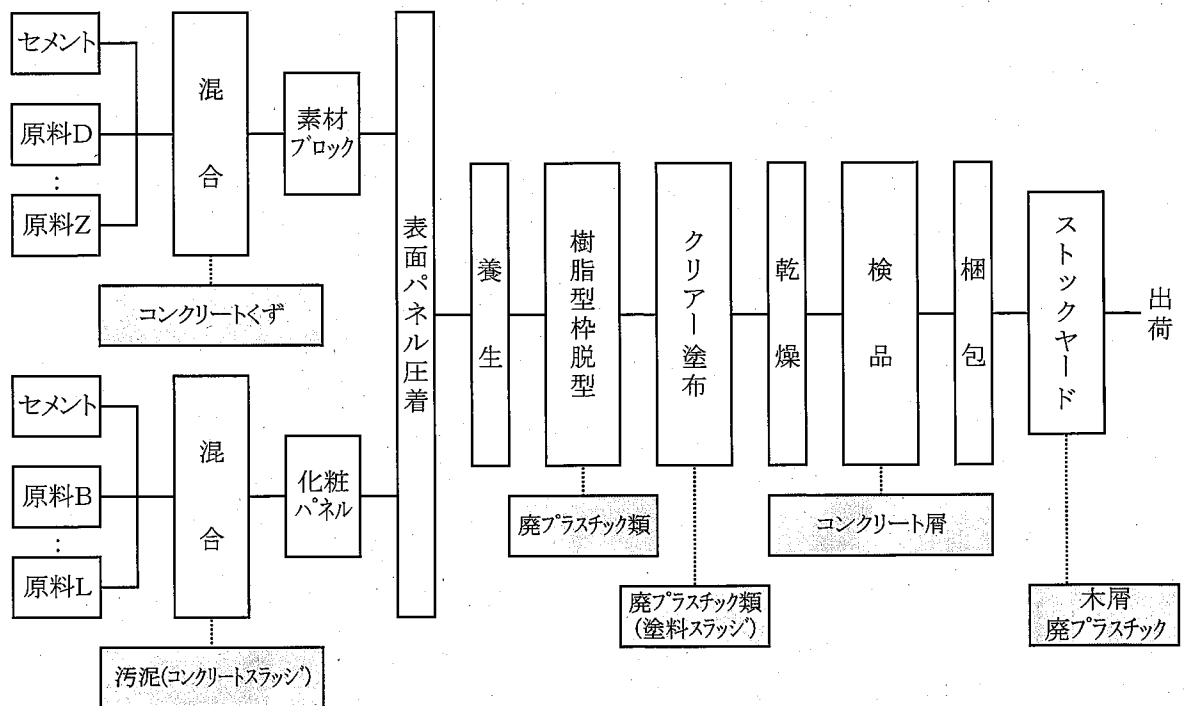 セメント
原料D
:
原料Z
混合
コンクリートくず
素材
ブロック
セメント
原料B
:
原料L
混合
汚泥(コンクリートスラッジ)
化粧
パネル
表面パネル圧着
養生
樹脂型枠脱型
廃プラスチック類
クリアー塗布
廃プラスチック類
(塗料スラッジ)
乾燥
検品
コンクリート屑
梱包
ストックヤード
木屑
廃プラスチック
出荷